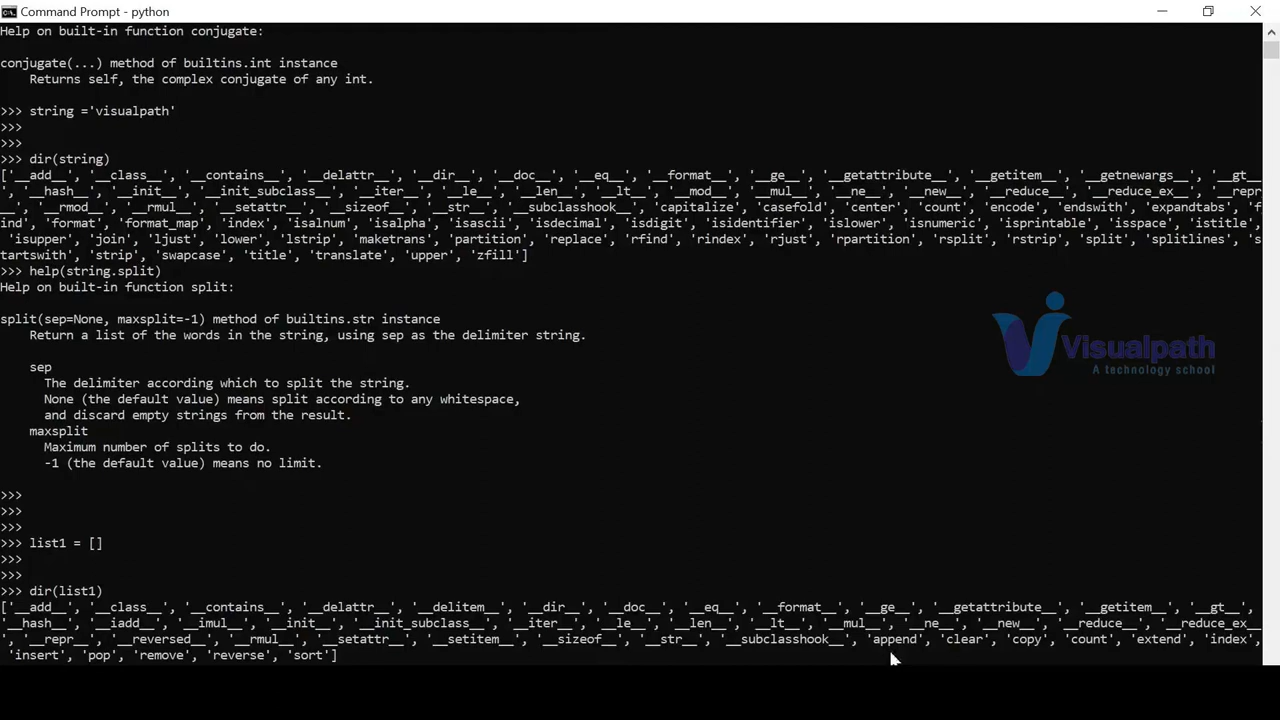 Command Prompt - python
Help on built-in function conjugate:
conjugate(...) method of builtins.int instance
Returns self, the complex conjugate of any int.
>>> string ='visualpath'
>>>
>>>
>>> dir(string)
['__add__', '__class__', '__contains__', '__delattr__', '__dir__', '__doc__', '__eq__', '__format__', '__ge__', '__getattribute__', '__getitem__', '__getnewargs__', '__gt__
', '__hash__', '__init__', '__init_subclass__', '__iter__', '__le__', '__len__', '__lt__', '__mod__', '__mul__', '__ne__', '__new__', '__reduce__', '__reduce_ex__', '__repr
__', '__rmod__', '__rmul__', '__setattr__', '__sizeof__', '__str__', '__subclasshook__', 'capitalize', 'casefold', 'center', 'count', 'encode', 'endswith', 'expandtabs', 'f
ind', 'format', 'format_map', 'index', 'isalnum', 'isalpha', 'isascii', 'isdecimal', 'isdigit', 'isidentifier', 'islower', 'isnumeric', 'isprintable', 'isspace', 'istitle',
'isupper', 'join', 'ljust', 'lower', 'lstrip', 'maketrans', 'partition', 'replace', 'rfind', 'rindex', 'rjust', 'rpartition', 'rsplit', 'rstrip', 'split', 'splitlines', 's
tartswith', 'strip', 'swapcase', 'title', 'translate', 'upper', 'zfill']
>>> help(string.split)
Help on built-in function split:
split(sep=None, maxsplit=-1) method of builtins.str instance
Return a list of the words in the string, using sep as the delimiter string.
sep
The delimiter according which to split the string.
None (the default value) means split according to any whitespace,
and discard empty strings from the result.
maxsplit
Maximum number of splits to do.
-1 (the default value) means no limit.
>>>
>>>
>>>
>>> list1 = []
>>>
>>>
>>> dir(list1)
['__add__', '__class__', '__contains__', '__delattr__', '__delitem__', '__dir__', '__doc__', '__eq__', '__format__', '__ge__', '__getattribute__', '__getitem__', '__gt__',
'__hash__', '__iadd__', '__imul__', '__init__', '__init_subclass__', '__iter__', '__le__', '__len__', '__lt__', '__mul__', '__ne__', '__new__', '__reduce__', '__reduce_ex__
', '__repr__', '__reversed__', '__rmul__', '__setattr__', '__setitem__', '__sizeof__', '__str__', '__subclasshook__', 'append', 'clear', 'copy', 'count', 'extend', 'index',
'insert', 'pop', 'remove', 'reverse', 'sort']
Visualpath
A technology school